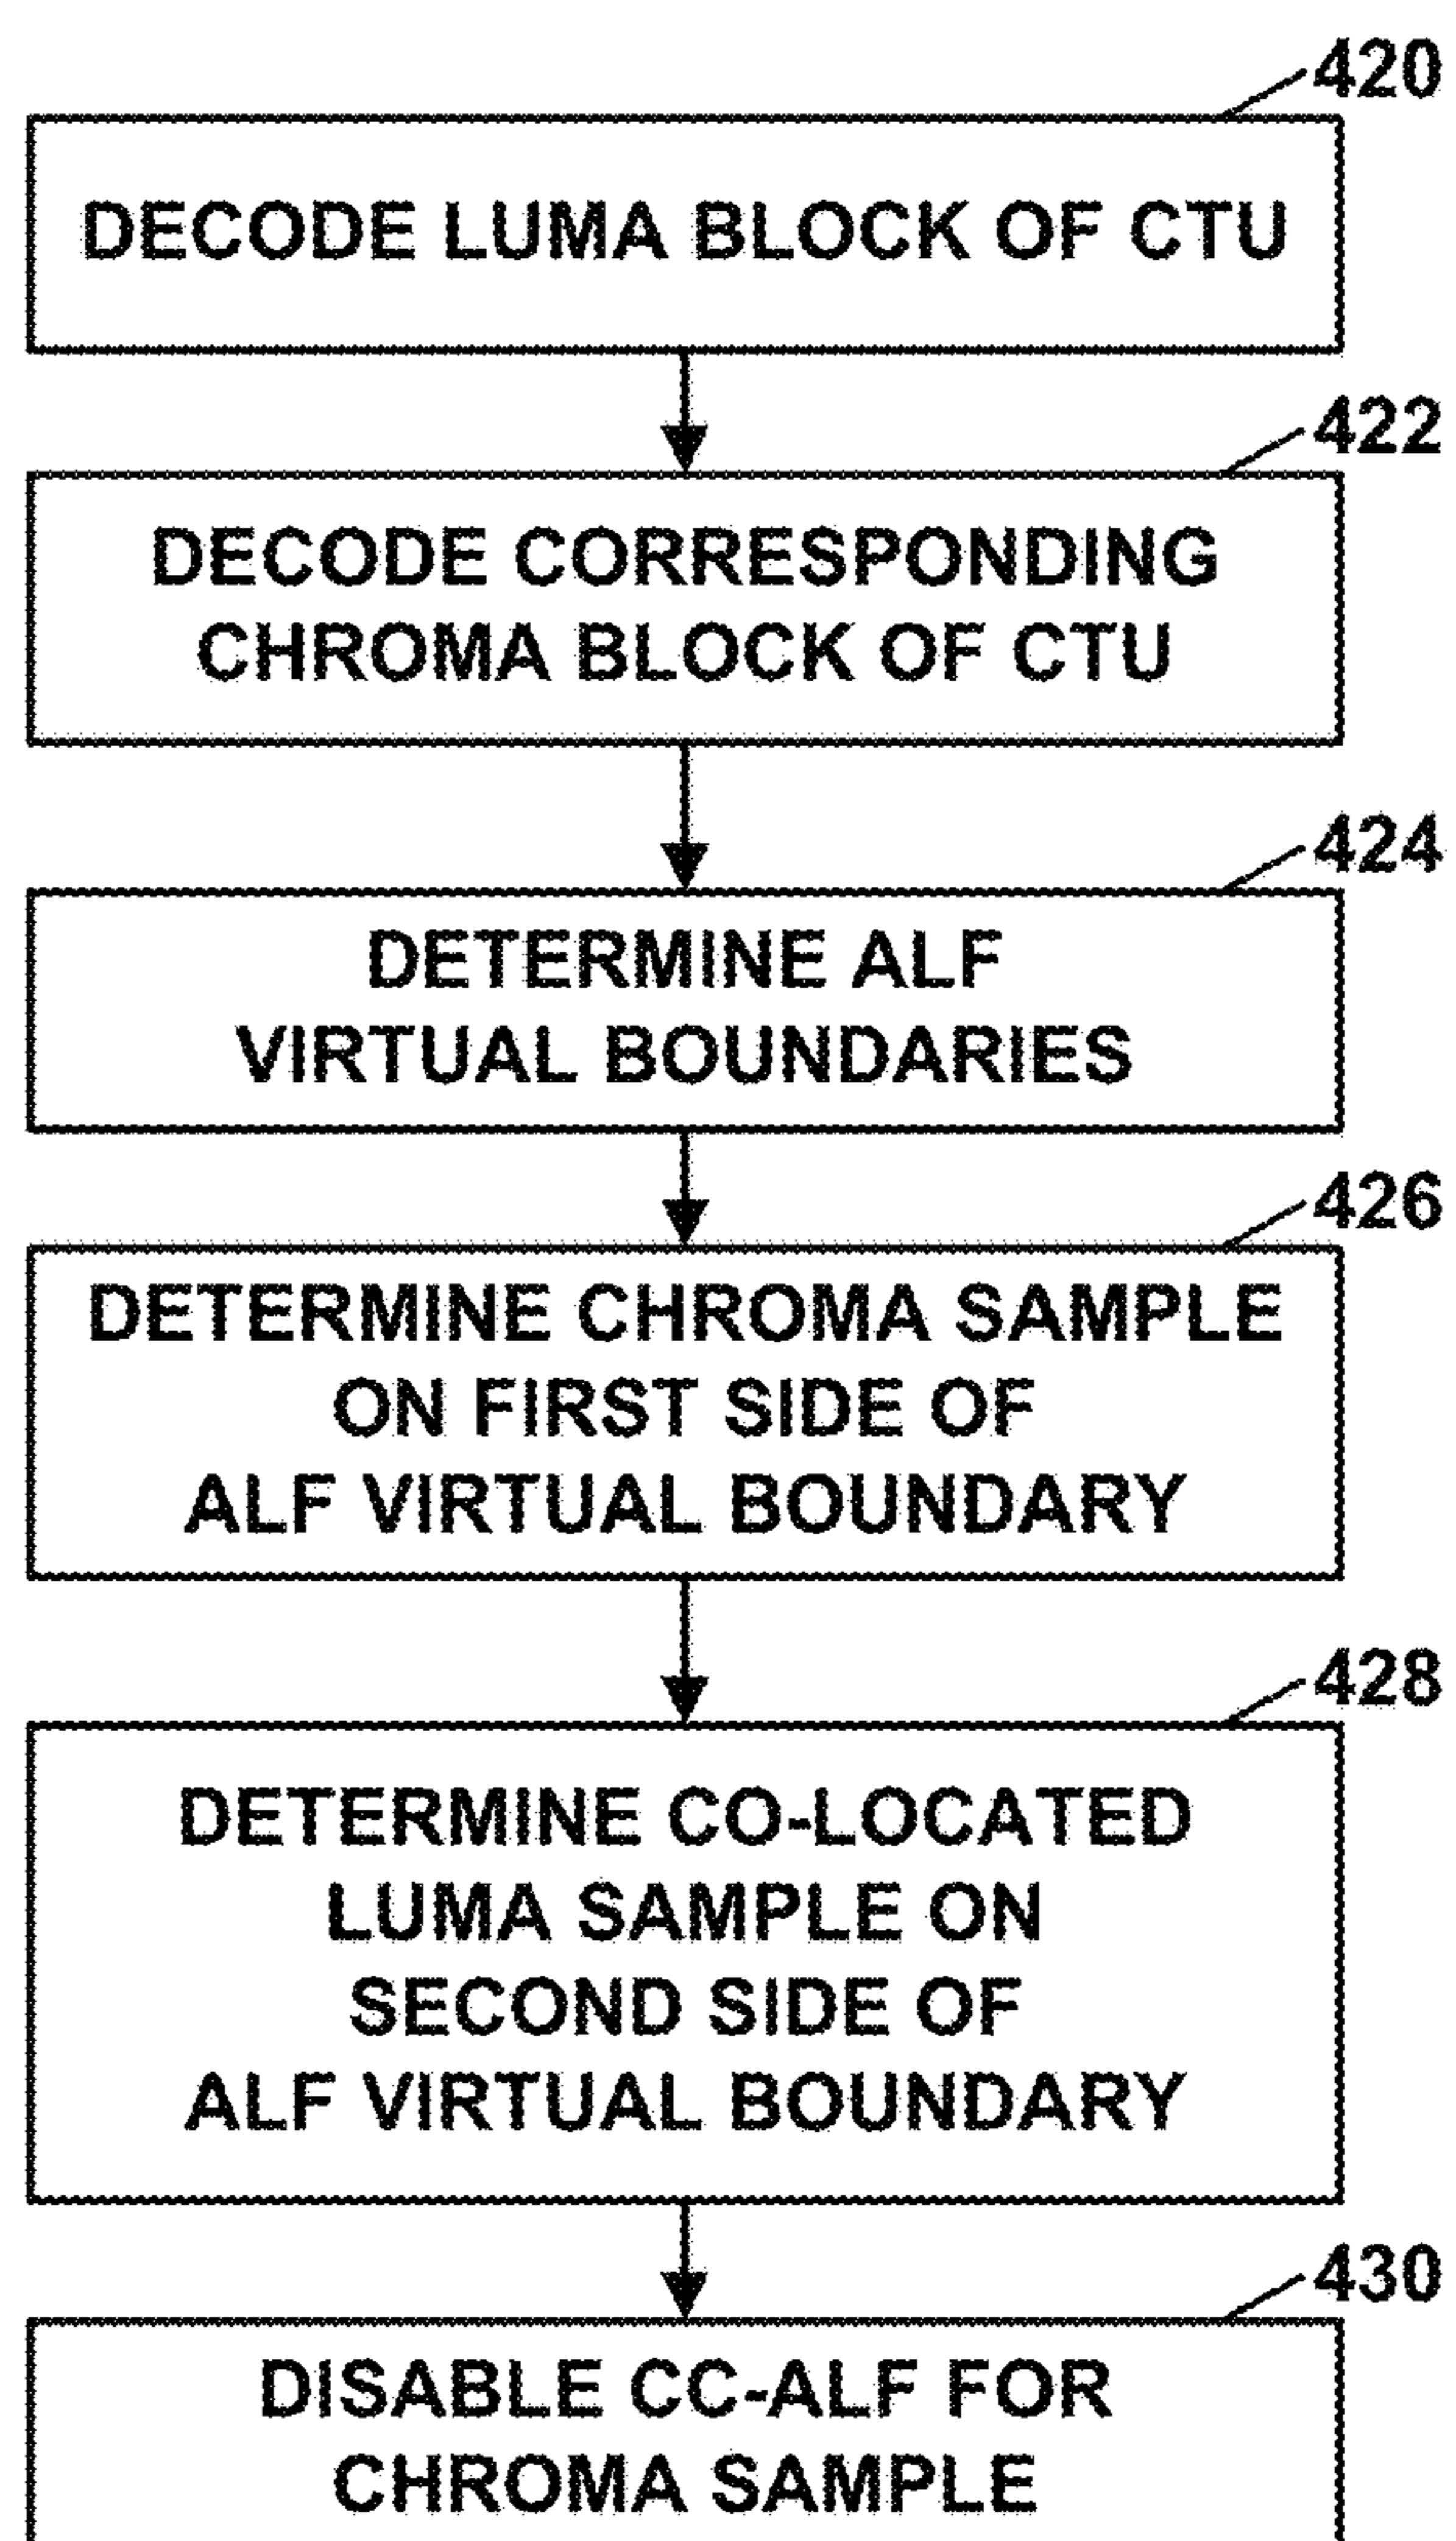 420
DECODE LUMA BLOCK OF CTU
422
DECODE CORRESPONDING
CHROMA BLOCK OF CTU
424
DETERMINE ALF
VIRTUAL BOUNDARIES
426
DETERMINE CHROMA SAMPLE
ON FIRST SIDE OF
ALF VIRTUAL BOUNDARY
428
DETERMINE CO-LOCATED
LUMA SAMPLE ON
SECOND SIDE OF
ALF VIRTUAL BOUNDARY
430
DISABLE CC-ALF FOR
CHROMA SAMPLE